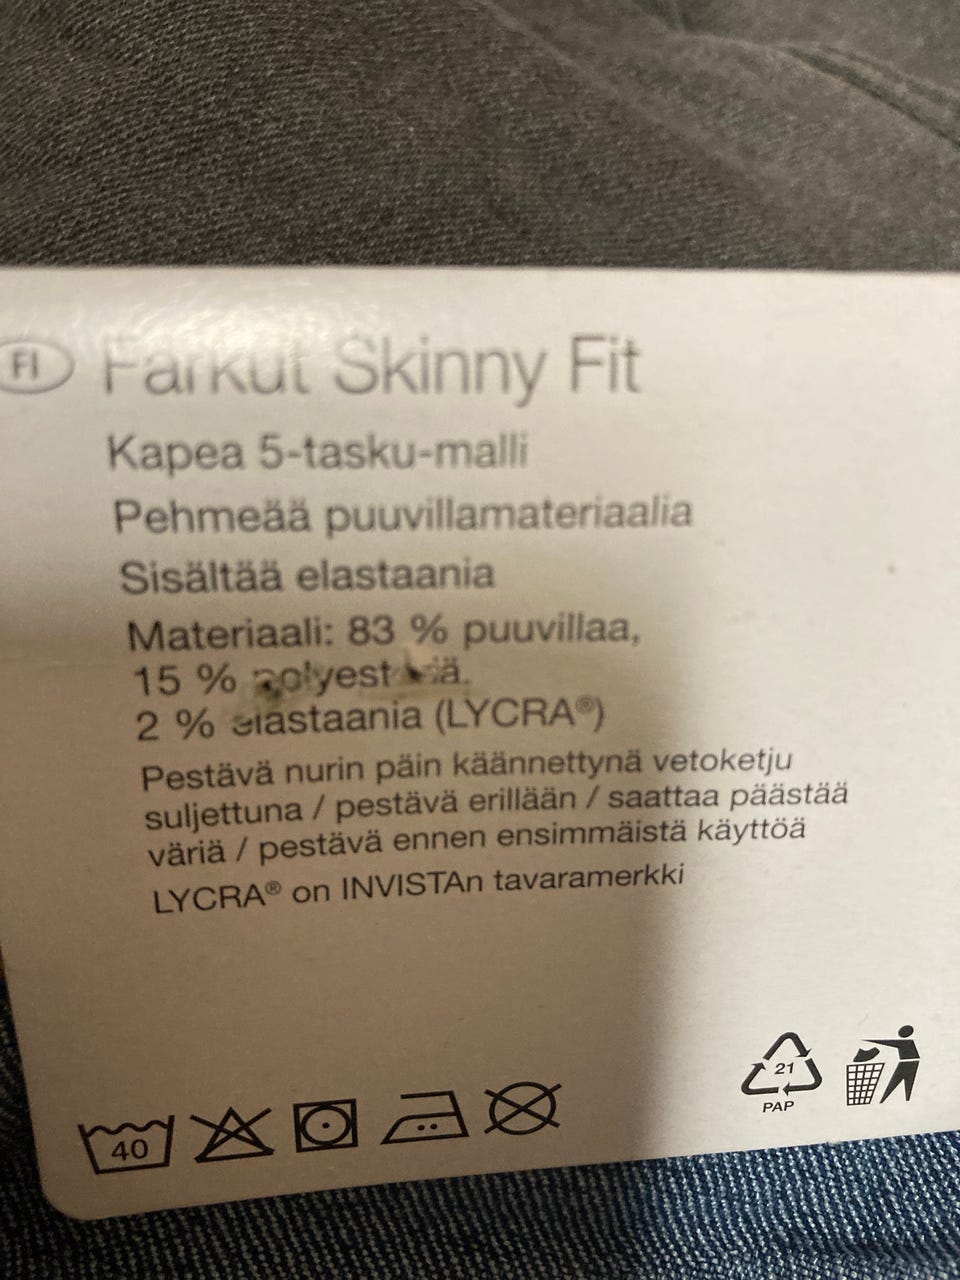 FI Farkut Skinny Fit
Kapea 5-tasku-malli
Pehmeää puuvillamateriaalia
Sisältää elastaania
Materiaali: 83 % puuvillaa,
15 % polyesteriä.
2 % elastaania (LYCRA®)
Pestävä nurin päin käännettynä vetoketju
suljettuna / pestävä erillään / saattaa päästää
väriä / pestävä ennen ensimmäistä käyttöä
LYCRA® on INVISTAn tavaramerkki
21
PAP
40